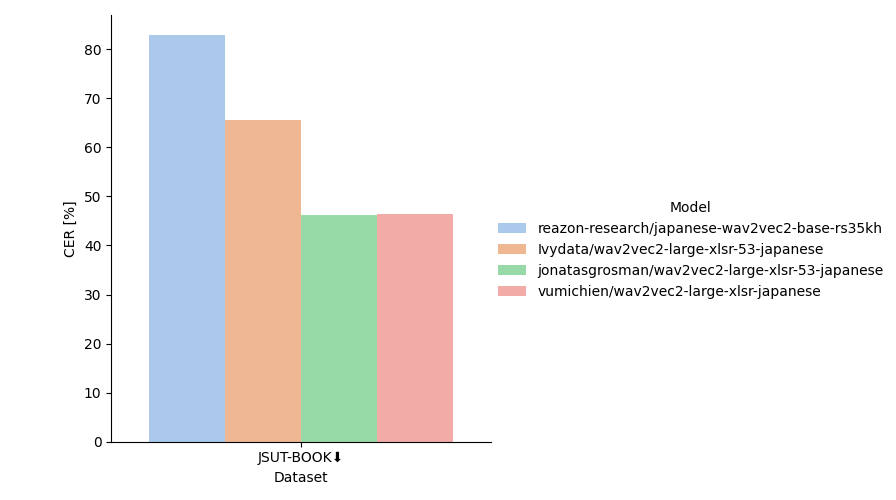 80
70
60
50
40
30
20
10
0
CER [%]
JSUT-BOOK⬇
Dataset
Model
reazon-research/japanese-wav2vec2-base-rs35kh
Ivydata/wav2vec2-large-xlsr-53-japanese
jonatasgrosman/wav2vec2-large-xlsr-53-japanese
vumichien/wav2vec2-large-xlsr-japanese